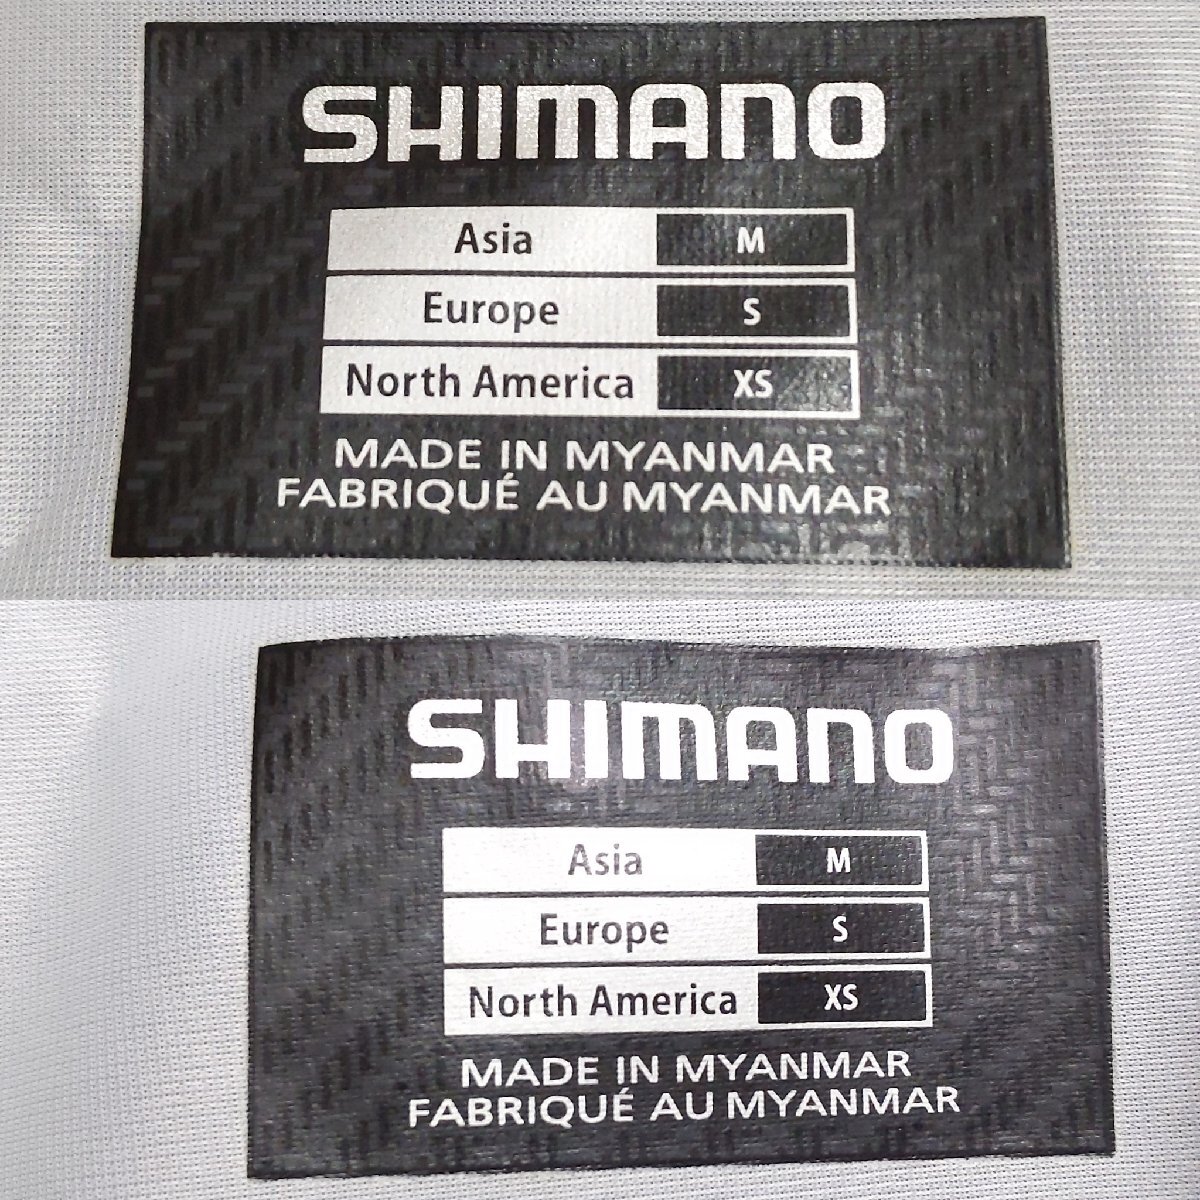 SHIMANO
Asia M
Europe S
North America XS
MADE IN MYANMAR
FABRIQUÉ AU MYANMAR
SHIMANO
Asia M
Europe S
North America XS
MADE IN MYANMAR
FABRIQUÉ AU MYANMAR